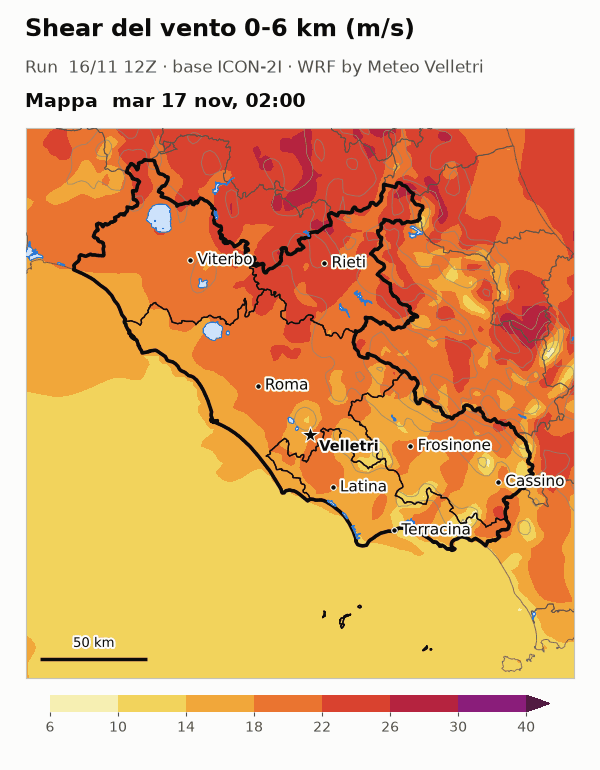 Shear del vento 0-6 km (m/s)
Run  16/11 12Z · base ICON-2I · WRF by Meteo Velletri
Mappa  mar 17 nov, 02:00
Viterbo
Rieti
Roma
Velletri
Frosinone
Latina
Cassino
Terracina
50 km
6 10 14 18 22 26 30 40